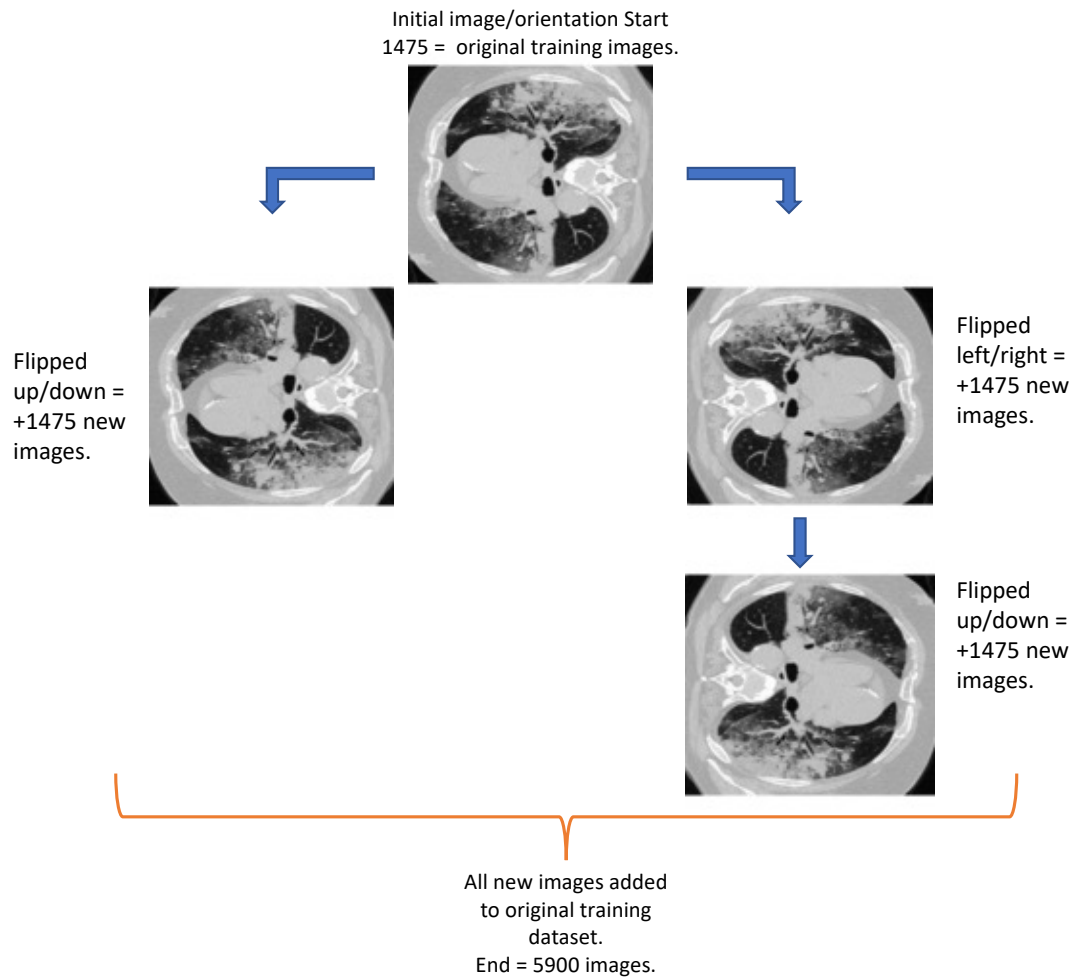 Initial image/orientation Start
1475 = original training images.
Flipped
up/down =
+1475 new
images.
Flipped
left/right =
+1475 new
images.
Flipped
up/down =
+1475 new
images.
All new images added
to original training
dataset.
End = 5900 images.